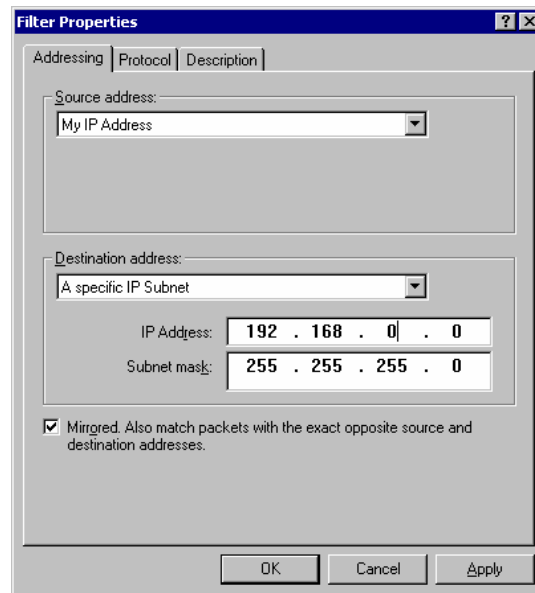 Filter Properties
Addressing Protocol Description
Source address:
My IP Address
Destination address:
A specific IP Subnet
IP Address: 192 . 168 . 0 . 0
Subnet mask: 255 . 255 . 255 . 0
Mirrored. Also match packets with the exact opposite source and
destination addresses.
OK Cancel Apply